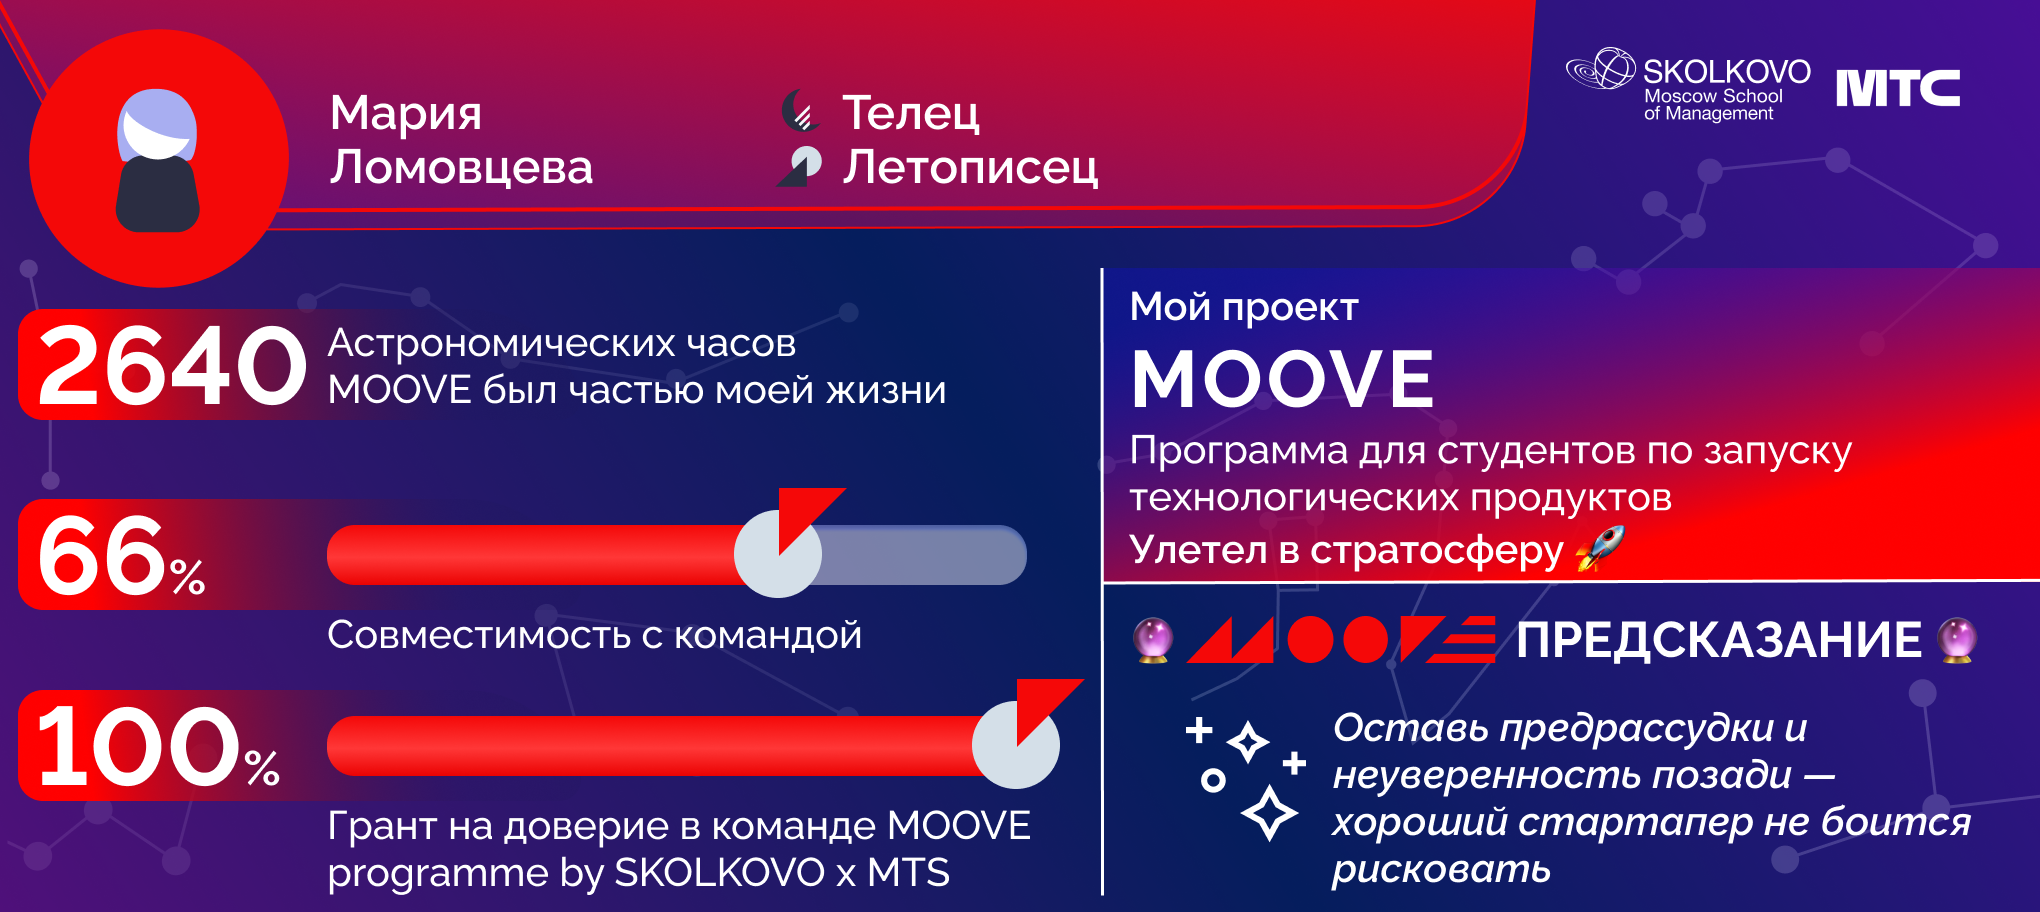 Мария
Ломовцева
Телец
Летописец
SKOLKOVO
Moscow School
of Management
МТС
2640
Астрономических часов
MOOVE был частью моей жизни
66%
Совместимость с командой
100%
Грант на доверие в команде MOOVE
programme by SKOLKOVO x MTS
Мой проект
MOOVE
Программа для студентов по запуску
технологических продуктов
Улетел в стратосферу 🚀
🔮 MOOVE ПРЕДСКАЗАНИЕ 🔮
Оставь предрассудки и
неуверенность позади —
хороший стартапер не боится
рисковать